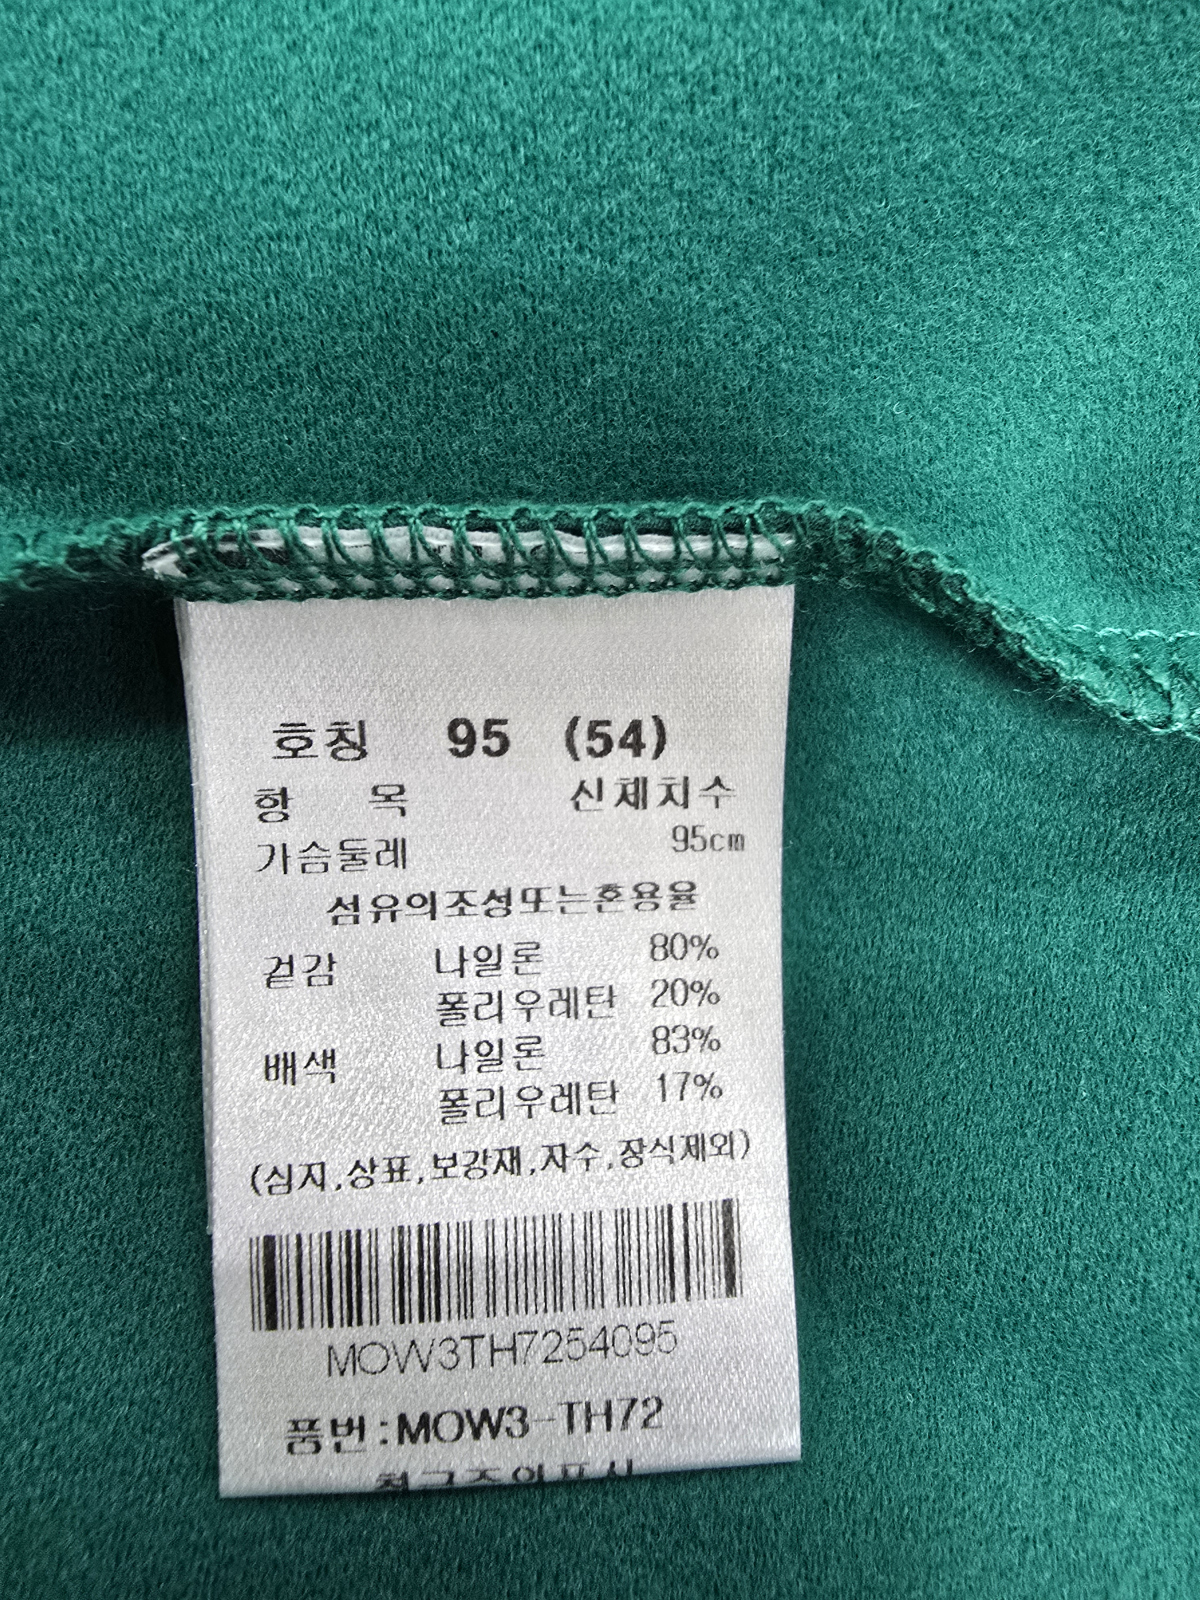 호칭 95 (54)
항 목 신체치수
가슴둘레 95cm
섬유의조성또는혼용율
겉감 나일론 80%
폴리우레탄 20%
배색 나일론 83%
폴리우레탄 17%
(심지,상표,보강재,자수,장식제외)
MOW3TH7254095
품번:MOW3-TH72